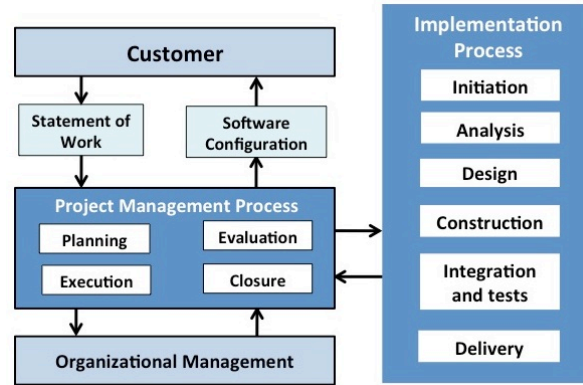 Customer
Statement of
Work
Software
Configuration
Project Management Process
Planning
Evaluation
Execution
Closure
Organizational Management
Implementation
Process
Initiation
Analysis
Design
Construction
Integration
and tests
Delivery